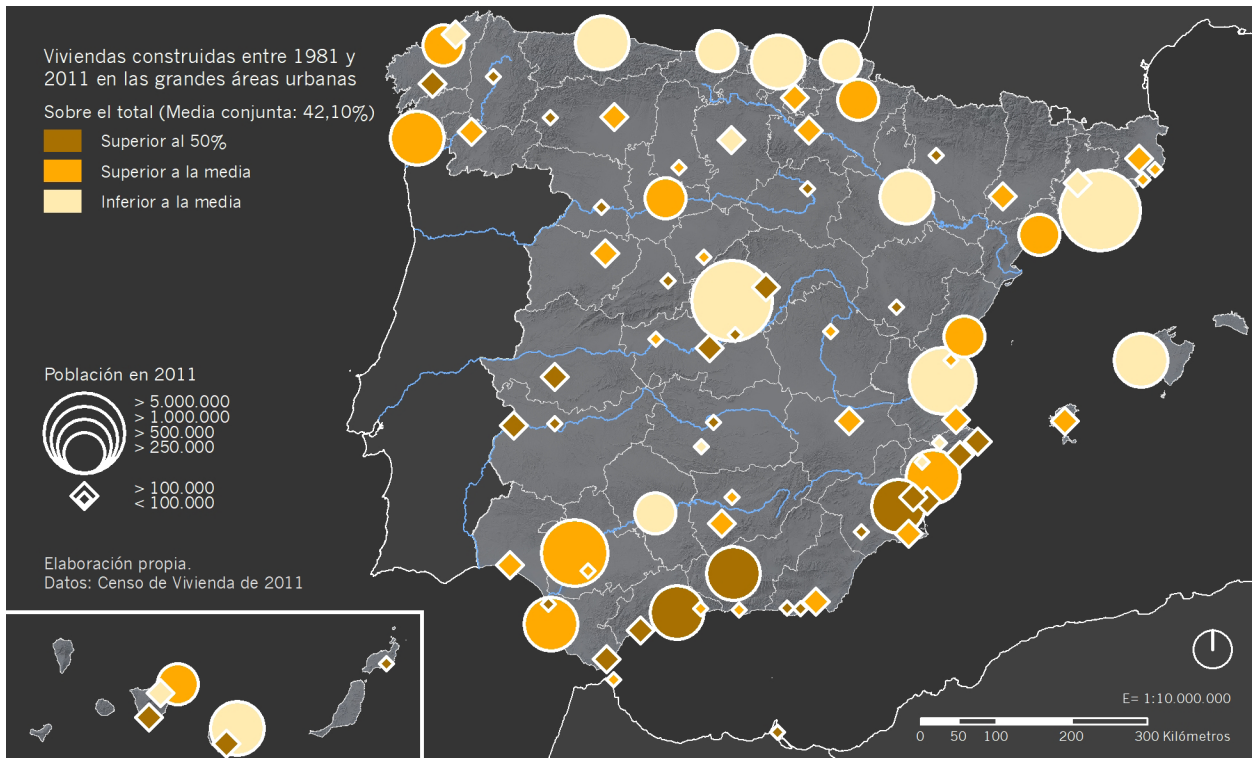 Viviendas construidas entre 1981 y
2011 en las grandes áreas urbanas
Sobre el total (Media conjunta: 42,10%)
Superior al 50%
Superior a la media
Inferior a la media
Población en 2011
> 5.000.000
> 1.000.000
> 500.000
> 250.000
> 100.000
< 100.000
Elaboración propia.
Datos: Censo de Vivienda de 2011
E= 1:10.000.000
0 50 100 200 300 Kilómetros